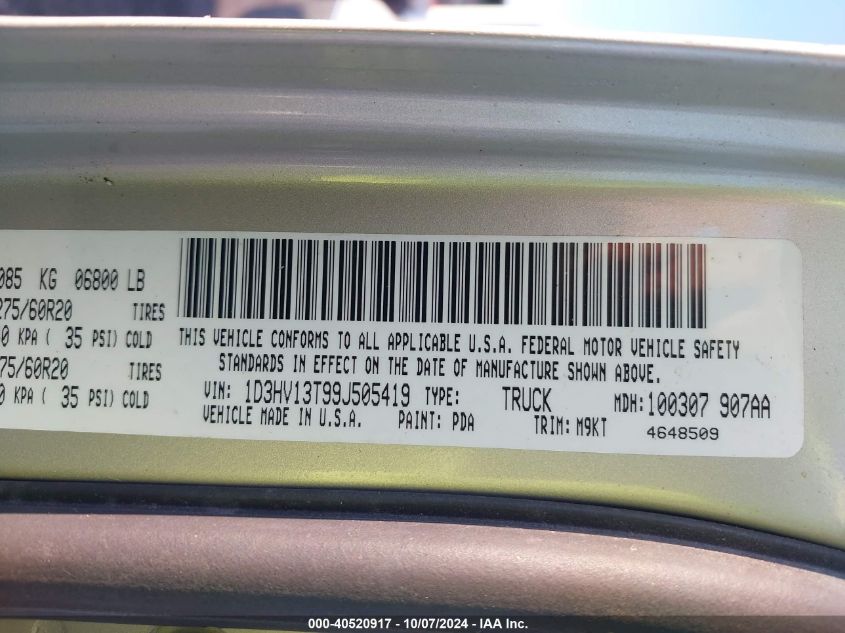 085 KG 06800 LB
275/60R20 TIRES
0 KPA ( 35 PSI) COLD
75/60R20 TIRES
0 KPA ( 35 PSI) COLD
THIS VEHICLE CONFORMS TO ALL APPLICABLE U.S.A. FEDERAL MOTOR VEHICLE SAFETY
STANDARDS IN EFFECT ON THE DATE OF MANUFACTURE SHOWN ABOVE.
VIN: 1D3HV13T99J505419 TYPE: TRUCK MDH: 100307 907AA
VEHICLE MADE IN U.S.A. PAINT: PDA TRIM: M9KT 4648509
000-40520917 - 10/07/2024 - IAA Inc.